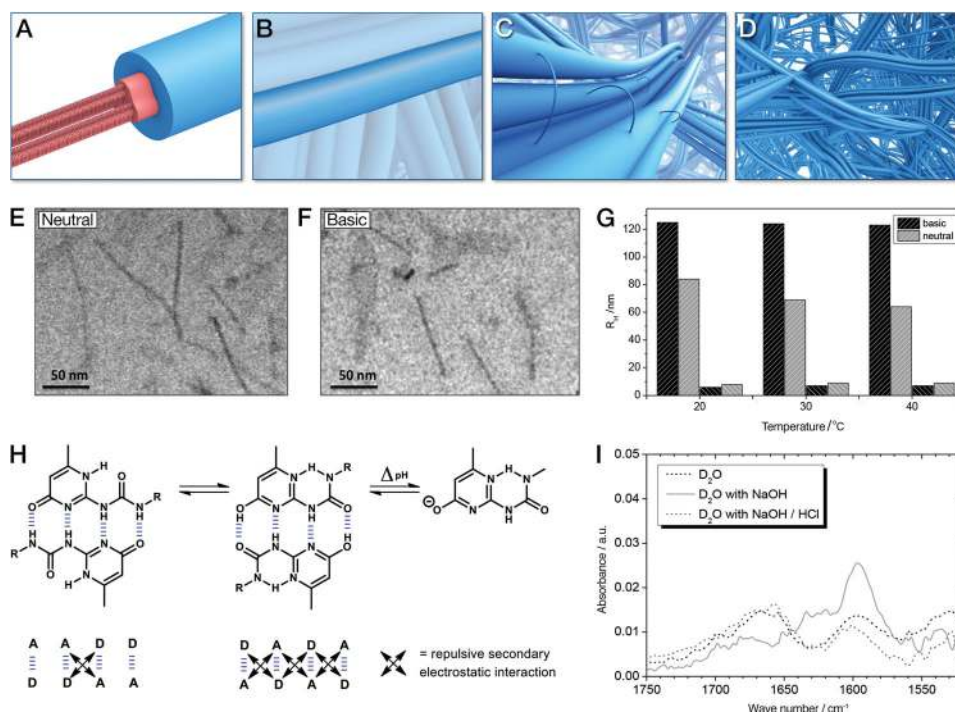 A
B
C
D
E Neutral
50 nm
F Basic
50 nm
G
basic
neutral
R_H /nm
120
100
80
60
40
20
0
20
30
40
Temperature /°C
H
H
N
O
N
N
H
O
N
H
R
H
N
R
O
H
N
N
N
O
N
H
H
N
R
O
H
N
N
N
H
O
O
H
N
N
OH
R
N
H
N
Δ pH
H
N
N
⊖
O
N
N
H
O
A A D D
D D A A
D A D A
A D A D
= repulsive secondary
electrostatic interaction
I
D₂O
D₂O with NaOH
D₂O with NaOH / HCl
Absorbance / a.u.
0.05
0.04
0.03
0.02
0.01
0.00
1750
1700
1650
1600
1550
Wave number / cm⁻¹